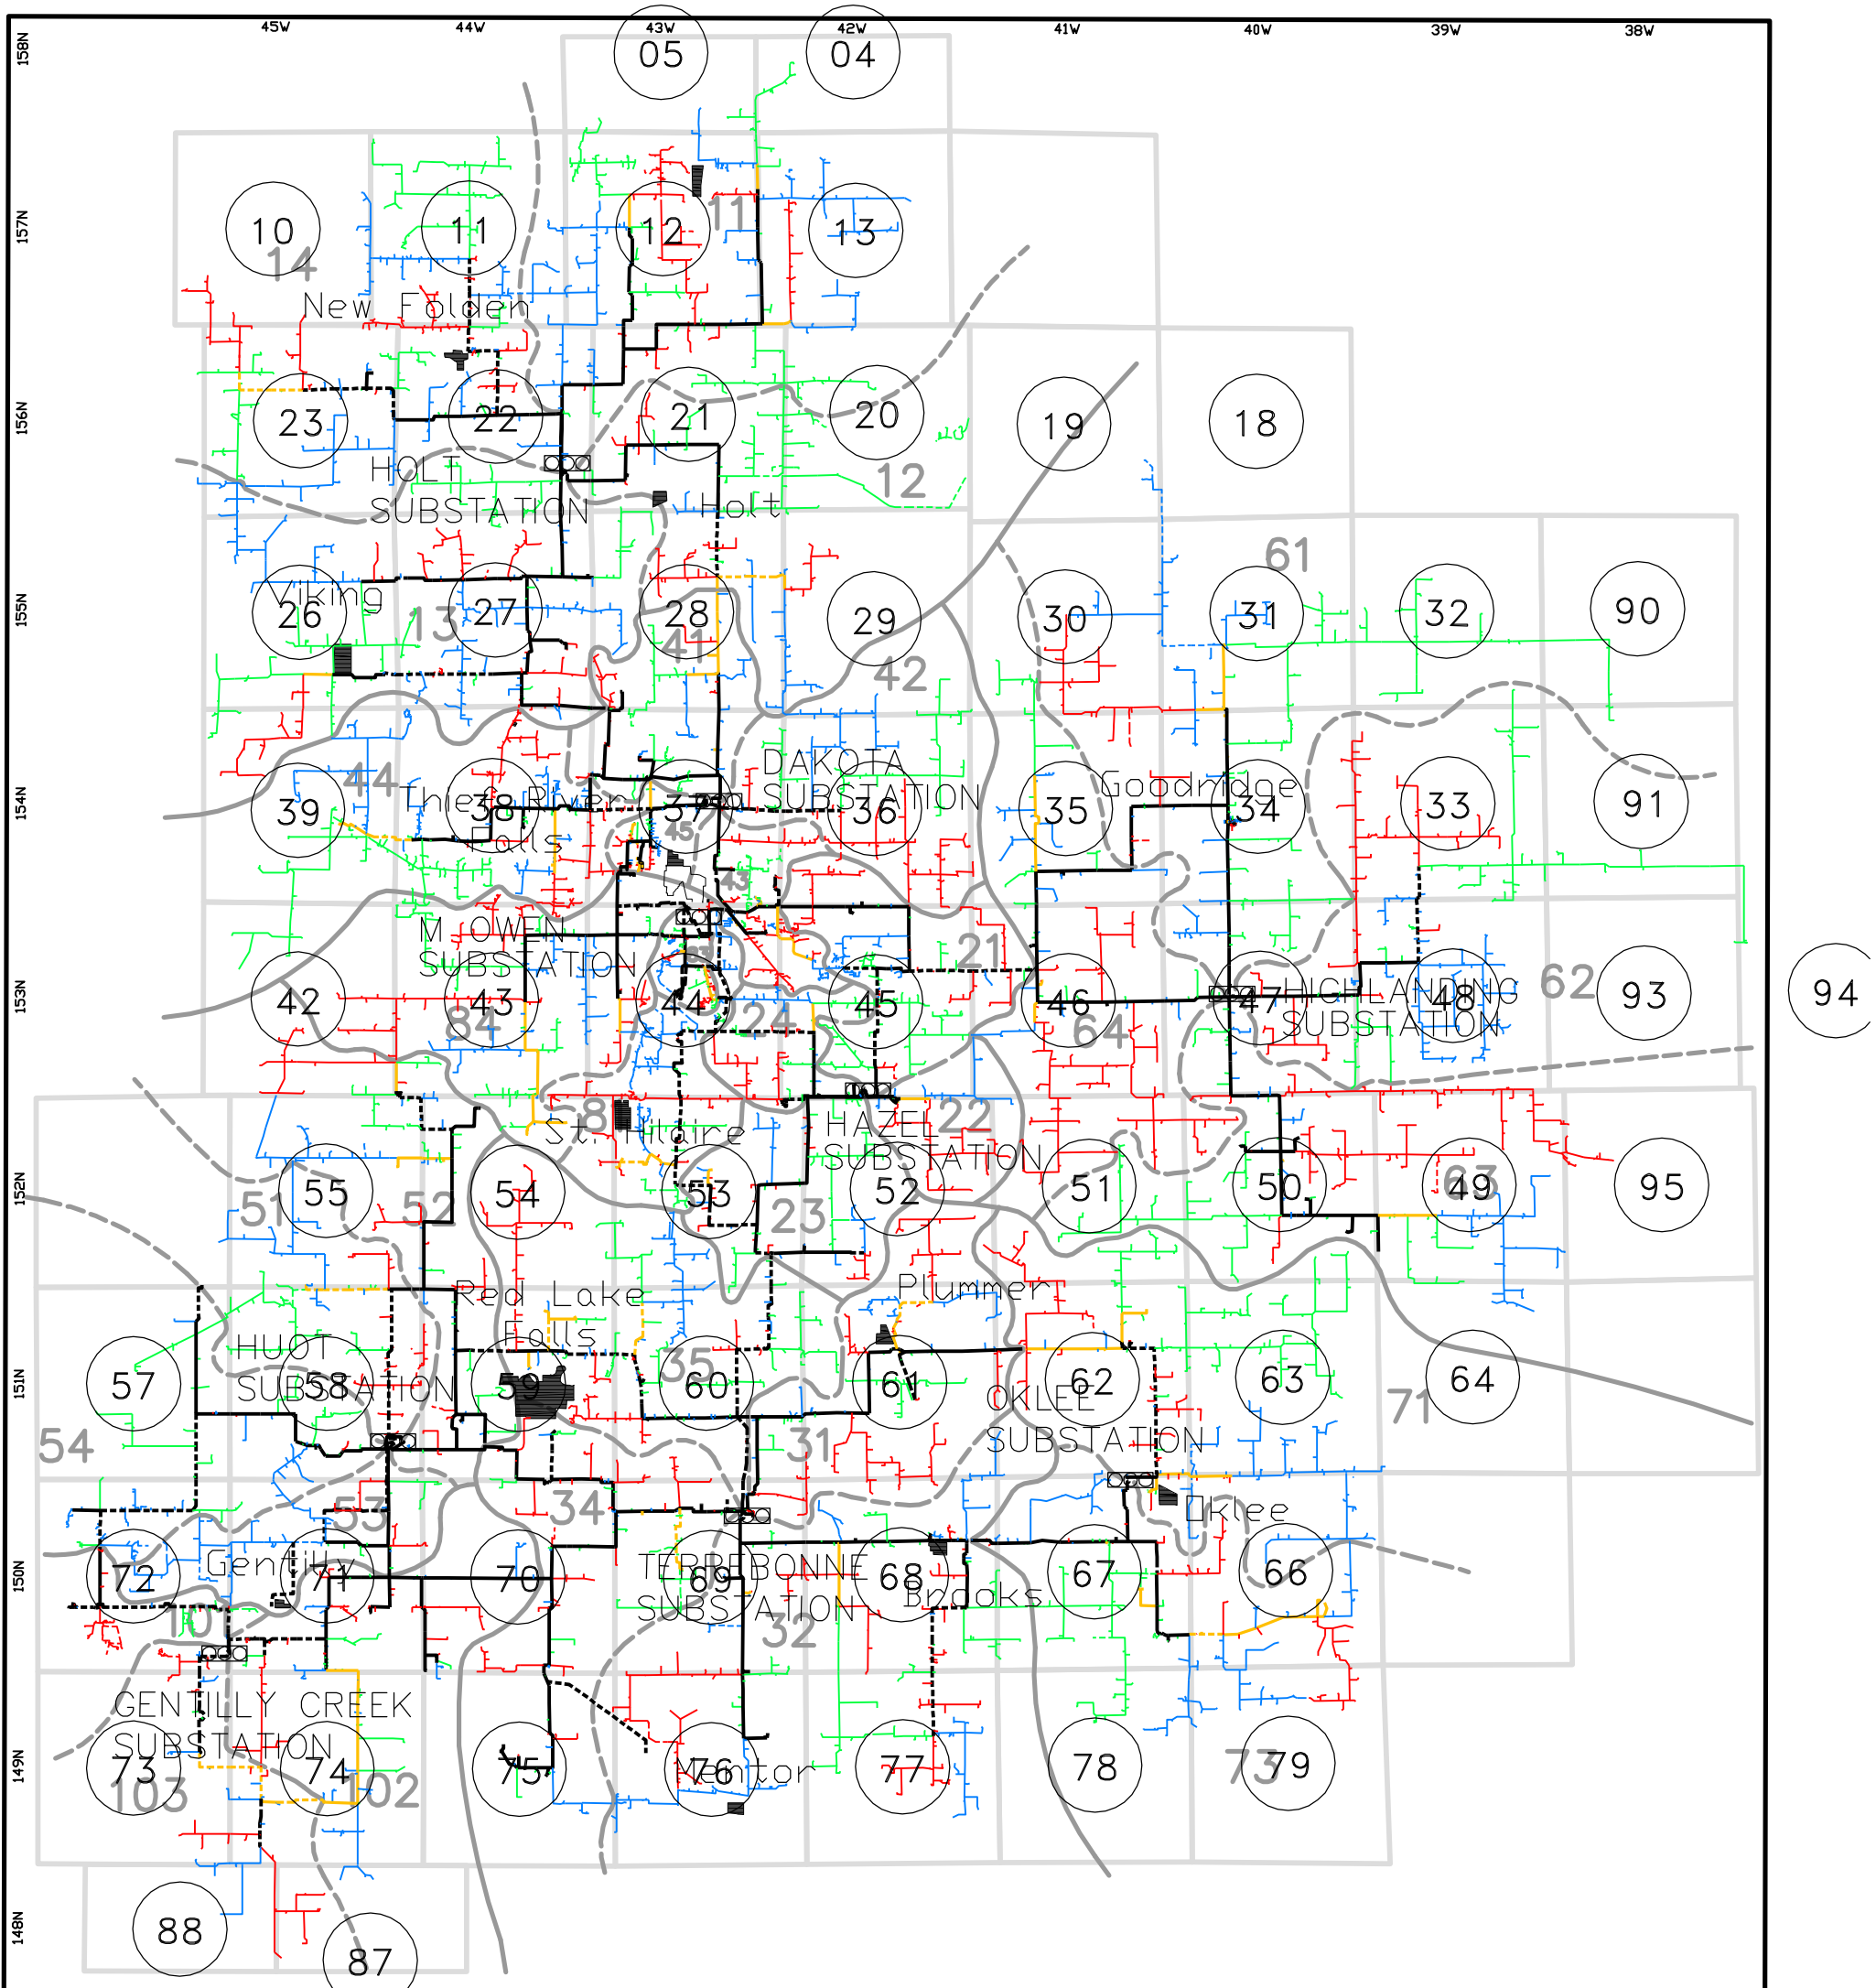 45W 44W 43W 42W 41W 40W 39W 38W
158N
05 04
157N
10 11 12 13
14 11
New Folden
156N
23 22 21 20 19 18
HOLT
SUBSTATION
12
Holt
61
155N
Viking
26 27 28 29 30 31 32 90
13 41 42
154N
DAKOTA
SUBSTATION
Goodridge
44
Thief River
Falls
39 38 37 36 35 34 33 91
45
43
M. OWEN
SUBSTATION
21
153N
42 43 44 45 46 47 48 93 94
HIGHLANDING
SUBSTATION
62
84 24 64
St. Hilaire
HAZEL
SUBSTATION
22
152N
55 54 53 52 51 50 49 95
51 52 23 63
Red Lake
Falls
Plummer
HUOT
SUBSTATION
151N
57 58 59 60 61 62 63 64
35
OKLEE
SUBSTATION
71
54 31
53 34
Oklee
Gentilly
150N
72 71 70 69 68 67 66
TERREBONNE
SUBSTATION
Brooks
32
GENTILLY CREEK
SUBSTATION
149N
73 74 75 76 77 78 79
Mentor
103 102 73
148N
88 87